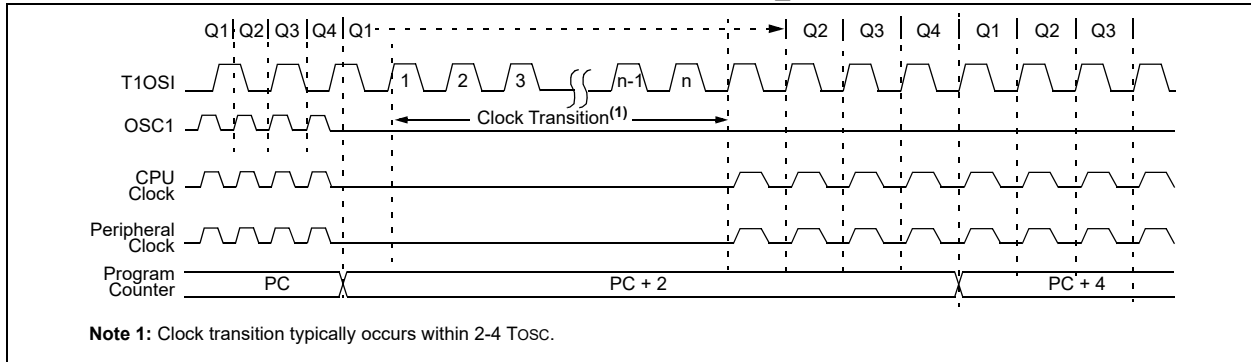 Q1 Q2 Q3 Q4 Q1 Q2 Q3 Q4 Q1 Q2 Q3
T1OSI 1 2 3 n-1 n
Clock Transition(1)
OSC1
CPU
Clock
Peripheral
Clock
Program
Counter
PC PC + 2 PC + 4
Note 1: Clock transition typically occurs within 2-4 TOSC.